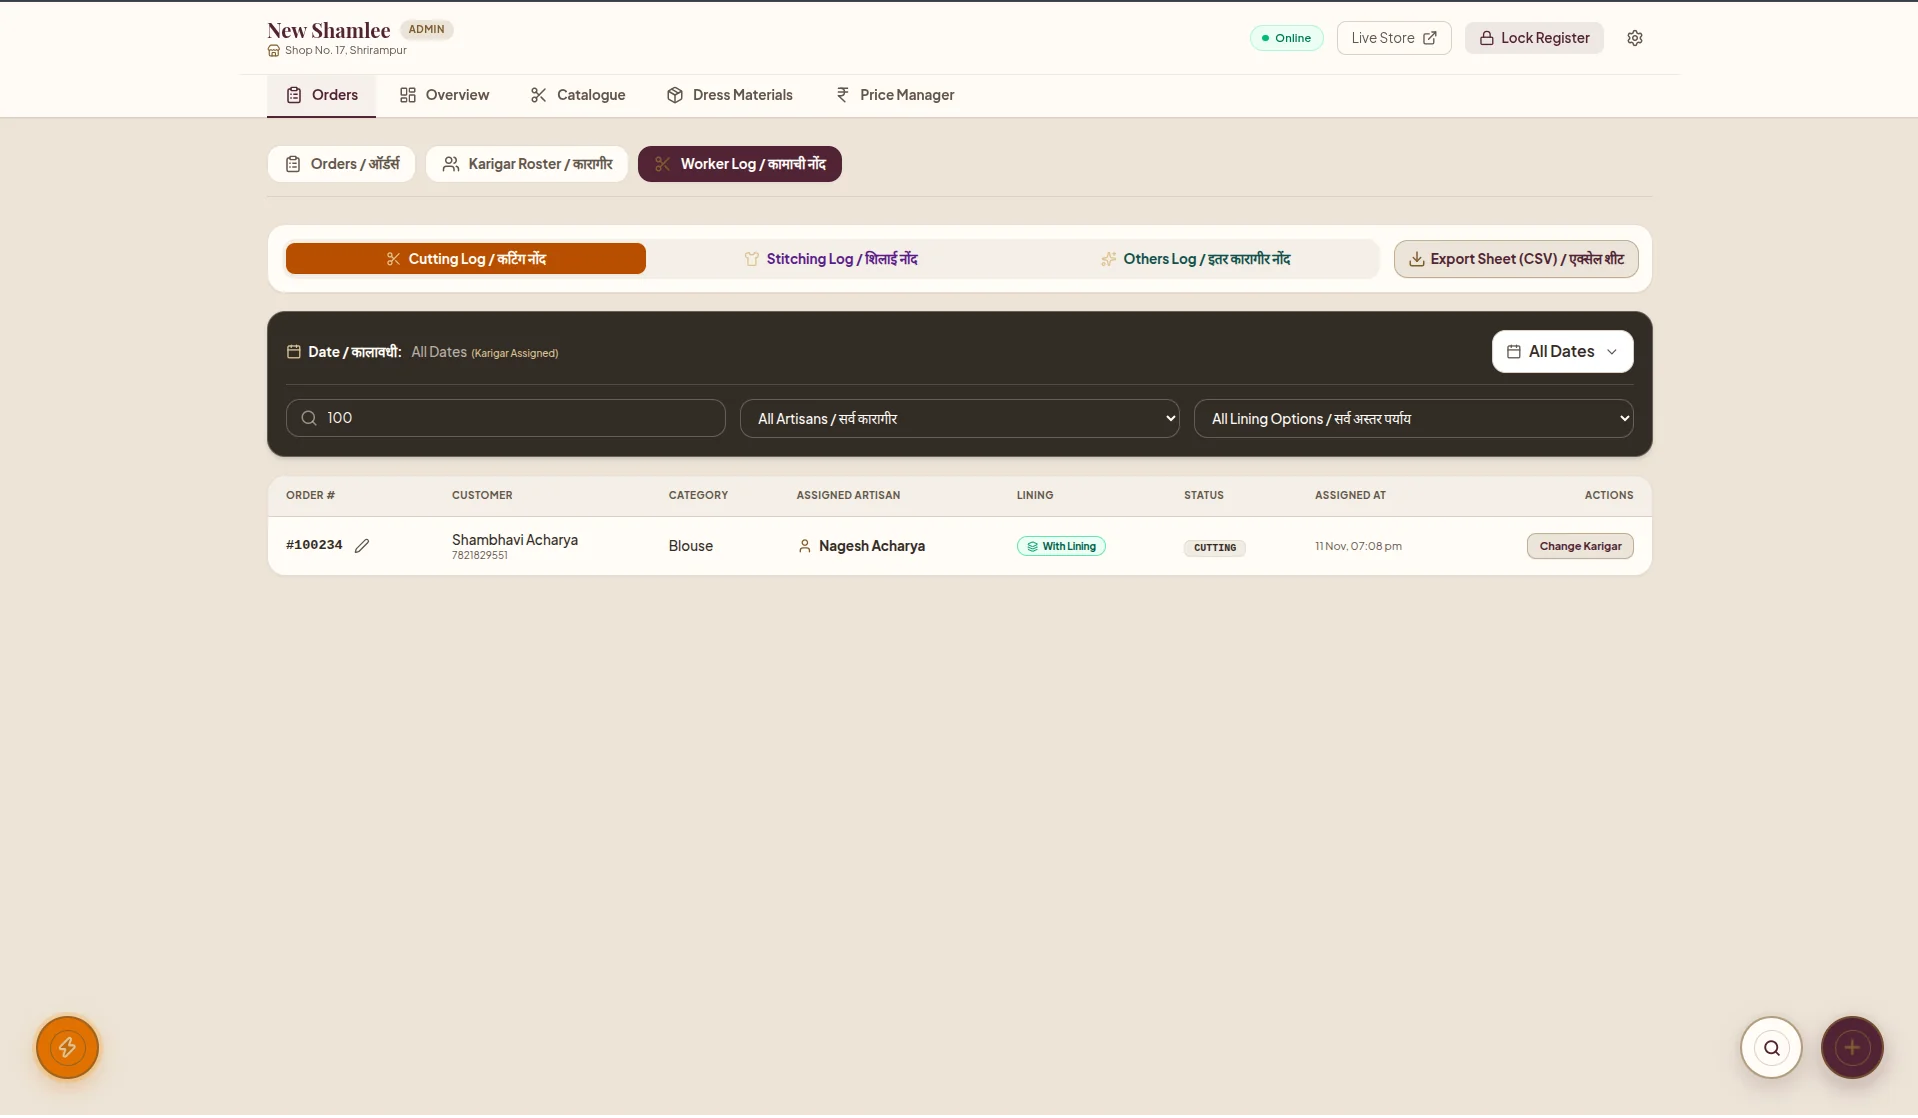 New Shamlee ADMIN
Shop No. 17, Shrirampur
Online
Live Store
Lock Register
Orders
Overview
Catalogue
Dress Materials
Price Manager
Orders / ऑर्डर्स
Karigar Roster / कारागीर
Worker Log / कामाची नोंद
Cutting Log / कटिंग नोंद
Stitching Log / शिलाई नोंद
Others Log / इतर कारागीर नोंद
Export Sheet (CSV) / एक्सेल शीट
Date / कालावधी: All Dates (Karigar Assigned)
All Dates
100
All Artisans / सर्व कारागीर
All Lining Options / सर्व अस्तर पर्याय
ORDER # CUSTOMER CATEGORY ASSIGNED ARTISAN LINING STATUS ASSIGNED AT ACTIONS
#100234 Shambhavi Acharya Blouse Nagesh Acharya With Lining CUTTING 11 Nov, 07:08 pm Change Karigar
7821829551